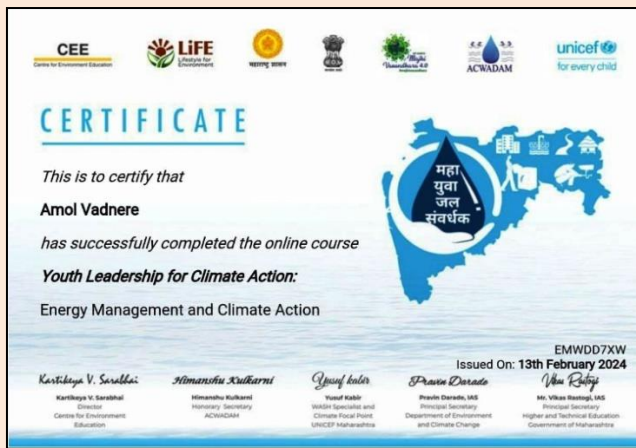 CEE
Centre for Environment Education
LiFE
Lifestyle for
Environment
महाराष्ट्र शासन
Majhi
Vasundhara 4.0
ACWADAM
unicef
for every child
CERTIFICATE
This is to certify that
Amol Vadnere
has successfully completed the online course
Youth Leadership for Climate Action:
Energy Management and Climate Action
महा
युवा
जल
संवर्धक
EMWDD7XW
Issued On: 13th February 2024
Kartikeya V. Sarabhai
Kartikeya V. Sarabhai
Director
Centre for Environment
Education
Himanshu Kulkarni
Himanshu Kulkarni
Honorary Secretary
ACWADAM
Yusuf kabir
Yusuf Kabir
WASH Specialist and
Climate Focal Point
UNICEF Maharashtra
Pravin Darade
Pravin Darade, IAS
Principal Secretary
Department of Environment
and Climate Change
Vikas Rastogi
Mr. Vikas Rastogi, IAS
Principal Secretary
Higher and Technical Education
Government of Maharashtra